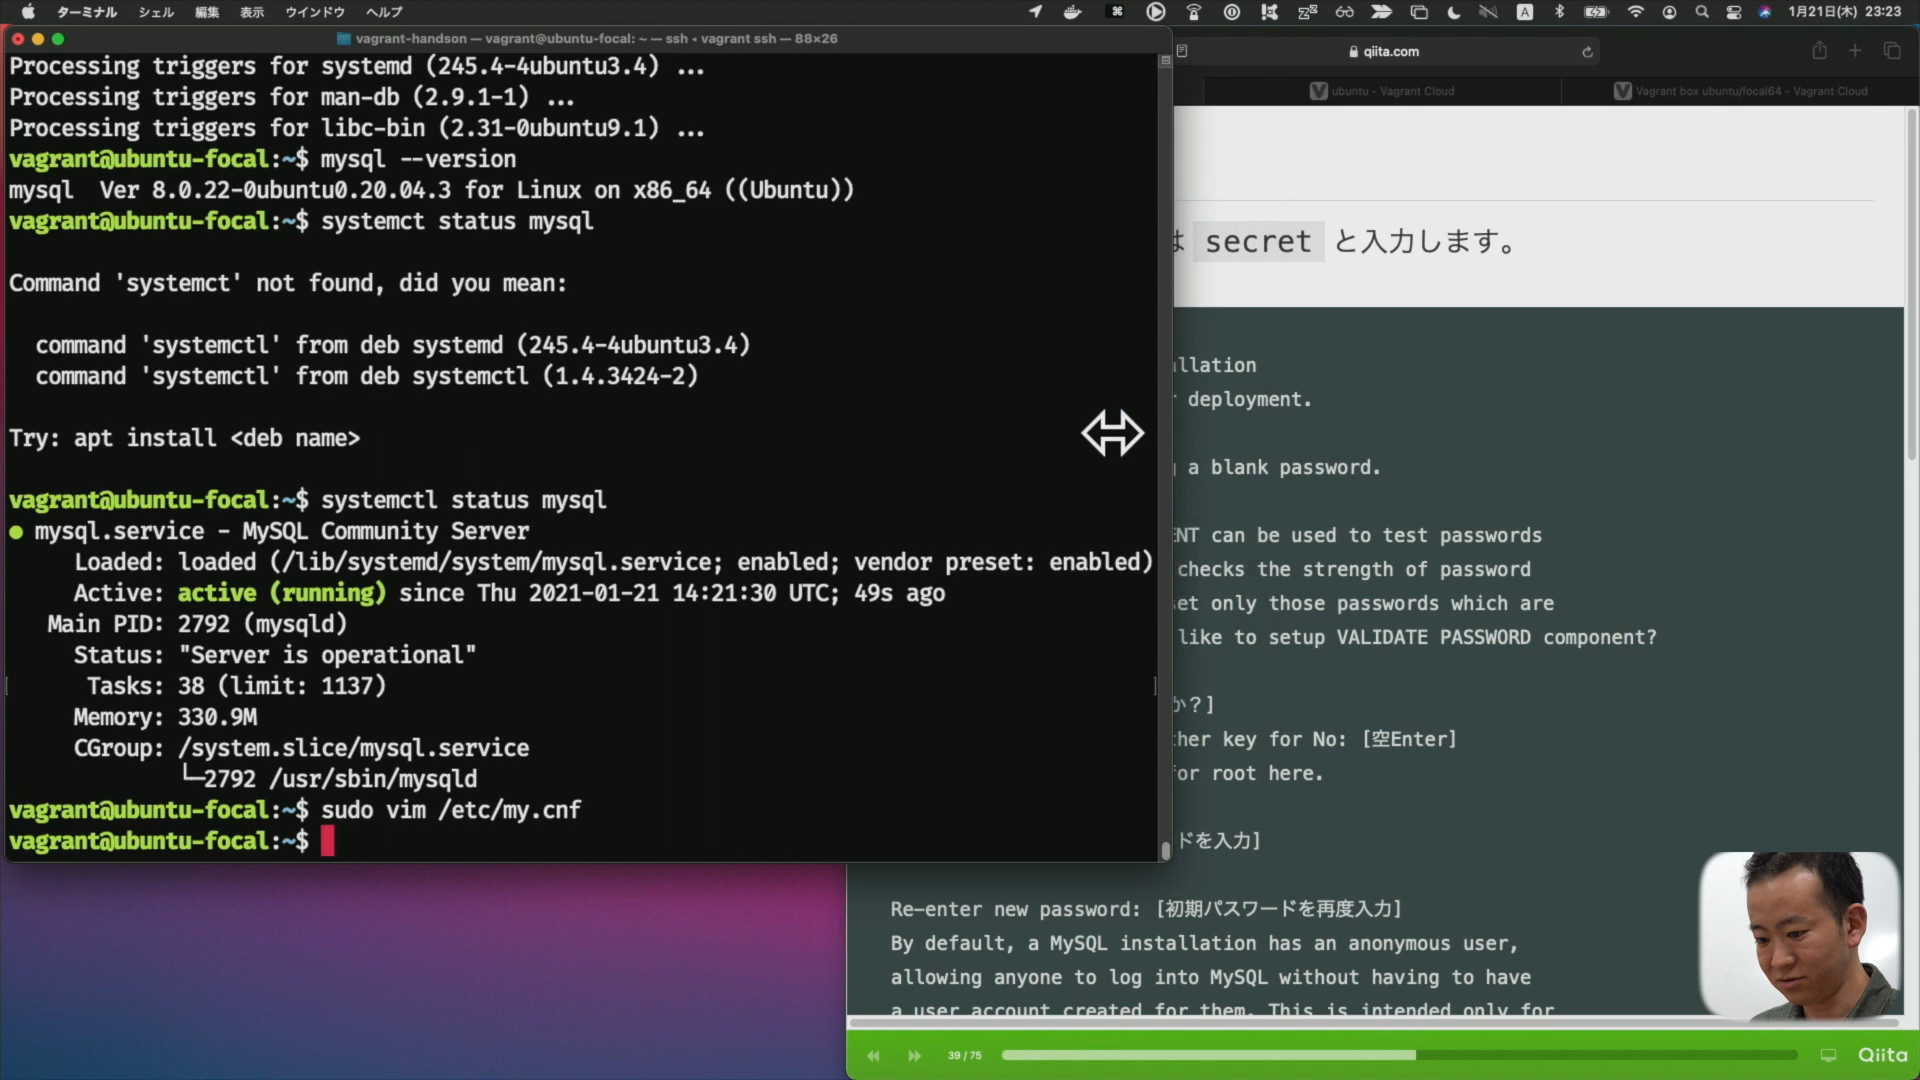 ターミナル シェル 編集 表示 ウインドウ ヘルプ
A 1月21日(木) 23:23
vagrant-handson — vagrant@ubuntu-focal: ~ — ssh ◂ vagrant ssh — 88×26
Processing triggers for systemd (245.4-4ubuntu3.4) ...
Processing triggers for man-db (2.9.1-1) ...
Processing triggers for libc-bin (2.31-0ubuntu9.1) ...
vagrant@ubuntu-focal:~$ mysql --version
mysql  Ver 8.0.22-0ubuntu0.20.04.3 for Linux on x86_64 ((Ubuntu))
vagrant@ubuntu-focal:~$ systemct status mysql
Command 'systemct' not found, did you mean:
command 'systemctl' from deb systemd (245.4-4ubuntu3.4)
command 'systemctl' from deb systemctl (1.4.3424-2)
Try: apt install <deb name>
vagrant@ubuntu-focal:~$ systemctl status mysql
● mysql.service - MySQL Community Server
Loaded: loaded (/lib/systemd/system/mysql.service; enabled; vendor preset: enabled)
Active: active (running) since Thu 2021-01-21 14:21:30 UTC; 49s ago
Main PID: 2792 (mysqld)
Status: "Server is operational"
Tasks: 38 (limit: 1137)
Memory: 330.9M
CGroup: /system.slice/mysql.service
└─2792 /usr/sbin/mysqld
vagrant@ubuntu-focal:~$ sudo vim /etc/my.cnf
vagrant@ubuntu-focal:~$
qiita.com
ubuntu - Vagrant Cloud
Vagrant box ubuntu/focal64 - Vagrant Cloud
は secret と入力します。
llation
deployment.
a blank password.
ENT can be used to test passwords
checks the strength of password
et only those passwords which are
like to setup VALIDATE PASSWORD component?
か？]
ther key for No: [空Enter]
for root here.
ドを入力]
Re-enter new password: [初期パスワードを再度入力]
By default, a MySQL installation has an anonymous user,
allowing anyone to log into MySQL without having to have
a user account created for them. This is intended only for
39 / 75
Qiita